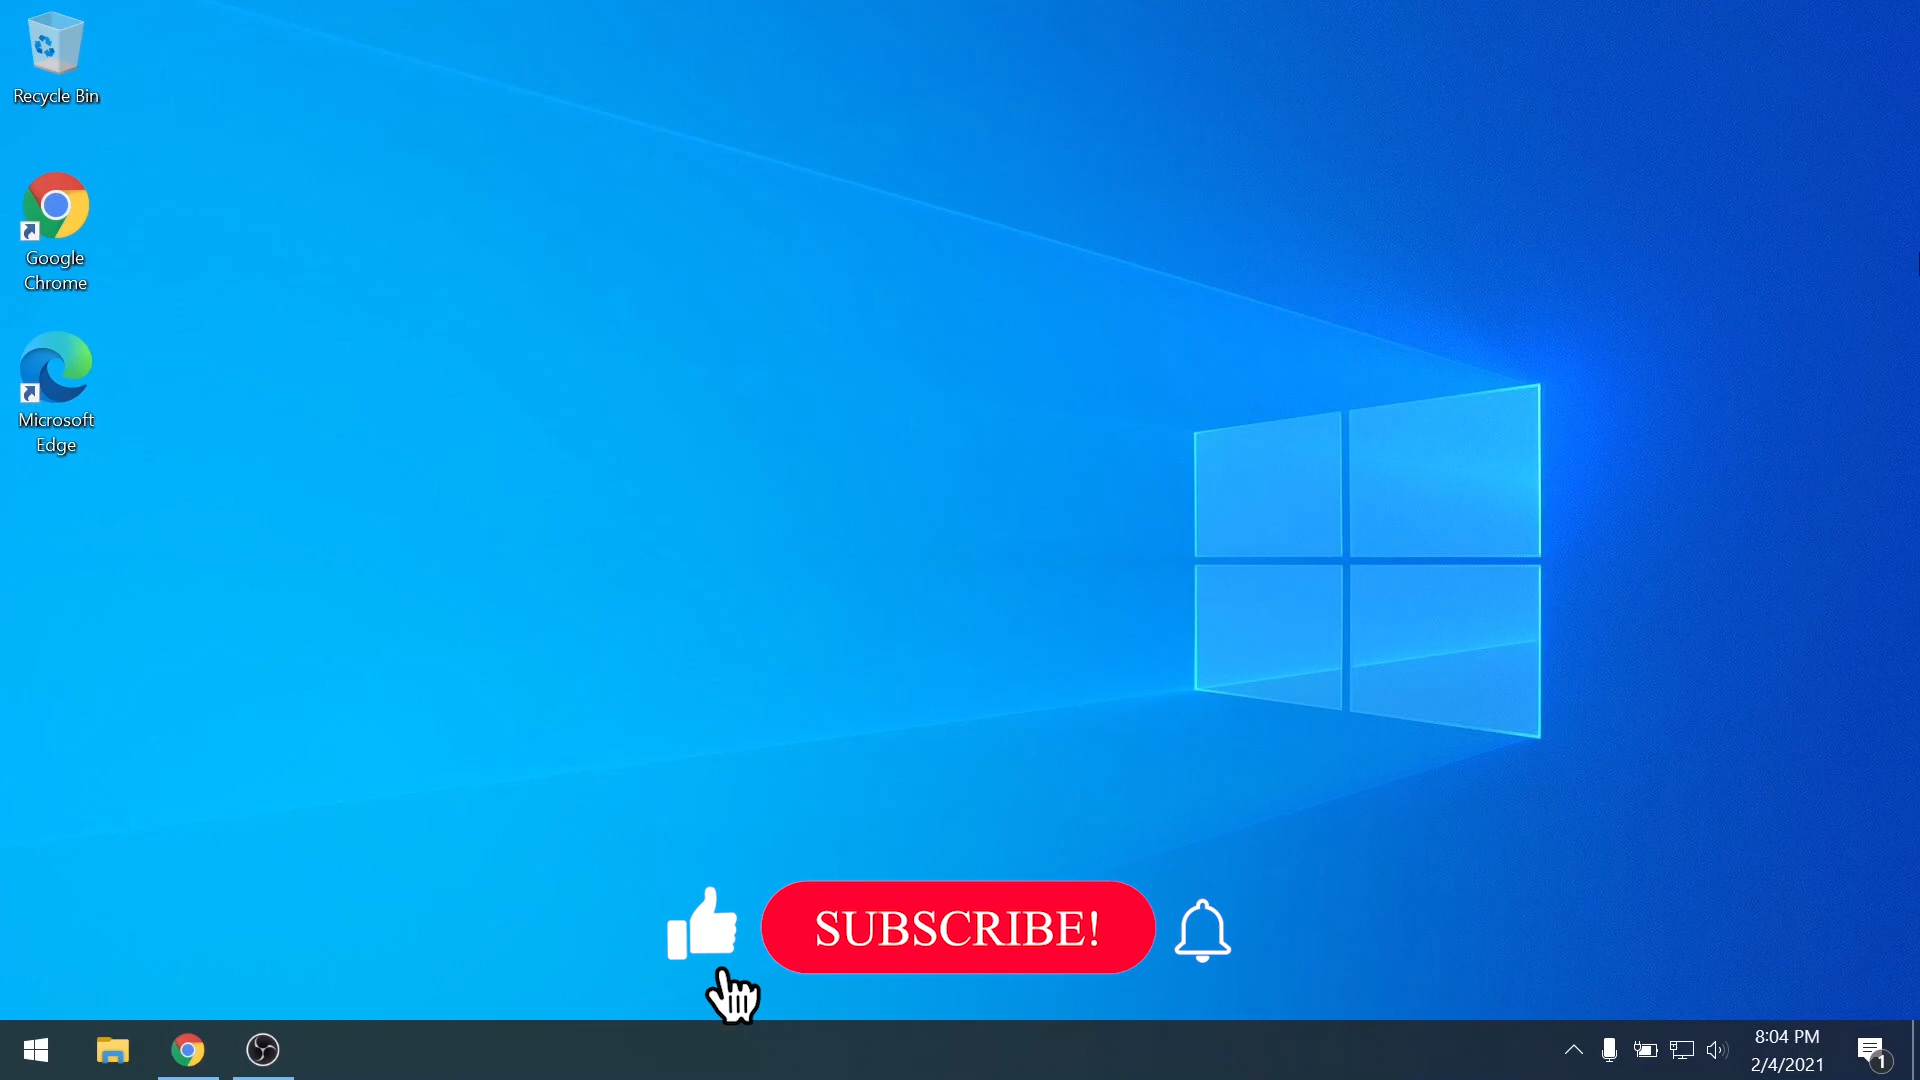 Recycle Bin
Google
Chrome
Microsoft
Edge
SUBSCRIBE!
8:04 PM
2/4/2021
1